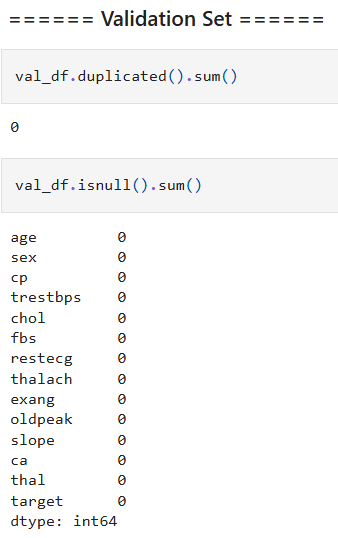 ====== Validation Set ======
val_df.duplicated().sum()
0
val_df.isnull().sum()
age 0
sex 0
cp 0
trestbps 0
chol 0
fbs 0
restecg 0
thalach 0
exang 0
oldpeak 0
slope 0
ca 0
thal 0
target 0
dtype: int64